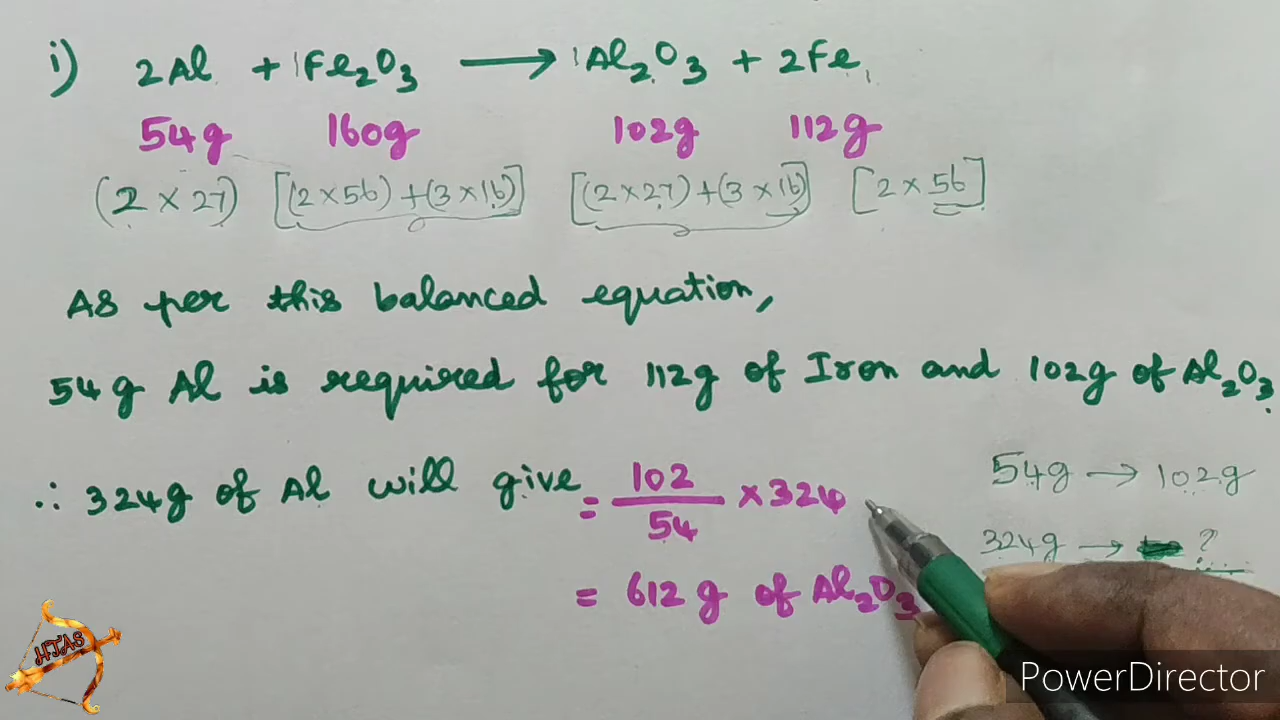 i) 2Al + 1Fe₂O₃ ⟶ 1Al₂O₃ + 2Fe
54g 160g 102g 112g
(2 × 27) [(2×56)+(3×16)] [(2×27)+(3×16)] [2×56]
As per this balanced equation,
54g Al is required for 112g of Iron and 102g of Al₂O₃.
∴ 324g of Al will give = 102/54 × 324
54g → 102g
324g → ?
= 612 g of Al₂O₃
HTAS
PowerDirector